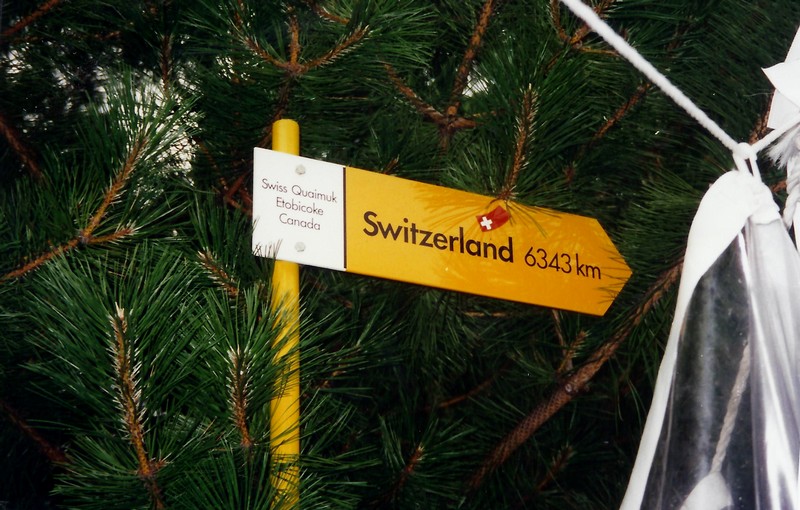 Swiss Quaimuk
Etobicoke
Canada
Switzerland 6343 km